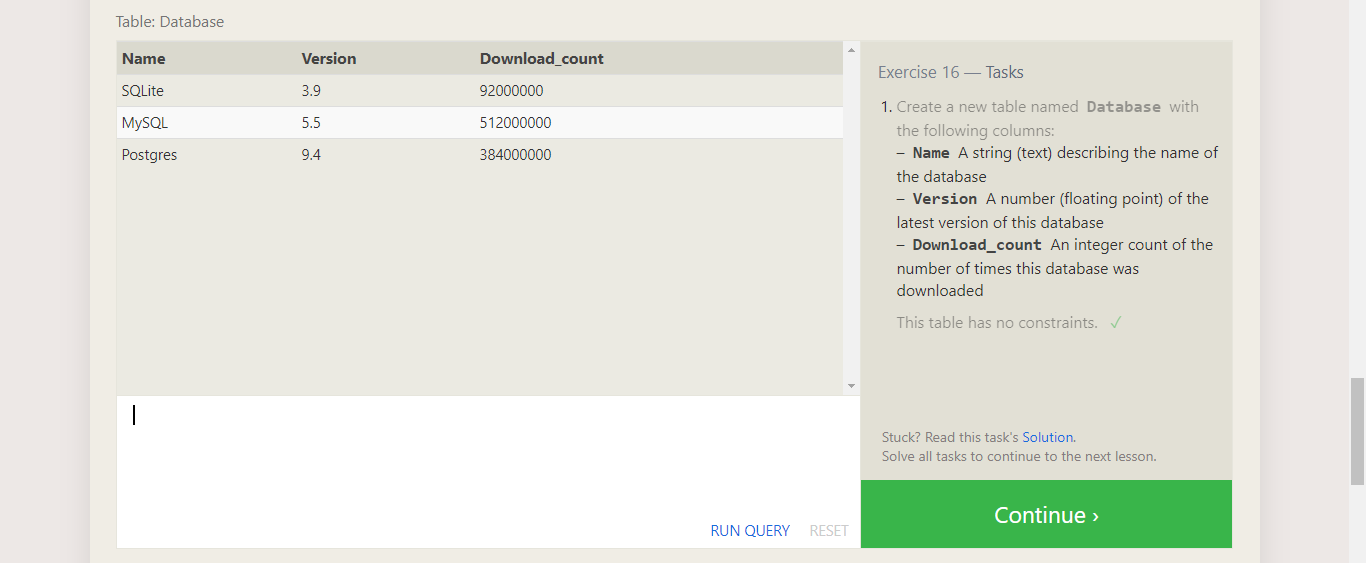 Table: Database
Name Version Download_count
SQLite 3.9 92000000
MySQL 5.5 512000000
Postgres 9.4 384000000
RUN QUERY RESET
Exercise 16 — Tasks
1. Create a new table named Database with
the following columns:
– Name A string (text) describing the name of
the database
– Version A number (floating point) of the
latest version of this database
– Download_count An integer count of the
number of times this database was
downloaded
This table has no constraints. ✓
Stuck? Read this task's Solution.
Solve all tasks to continue to the next lesson.
Continue ›